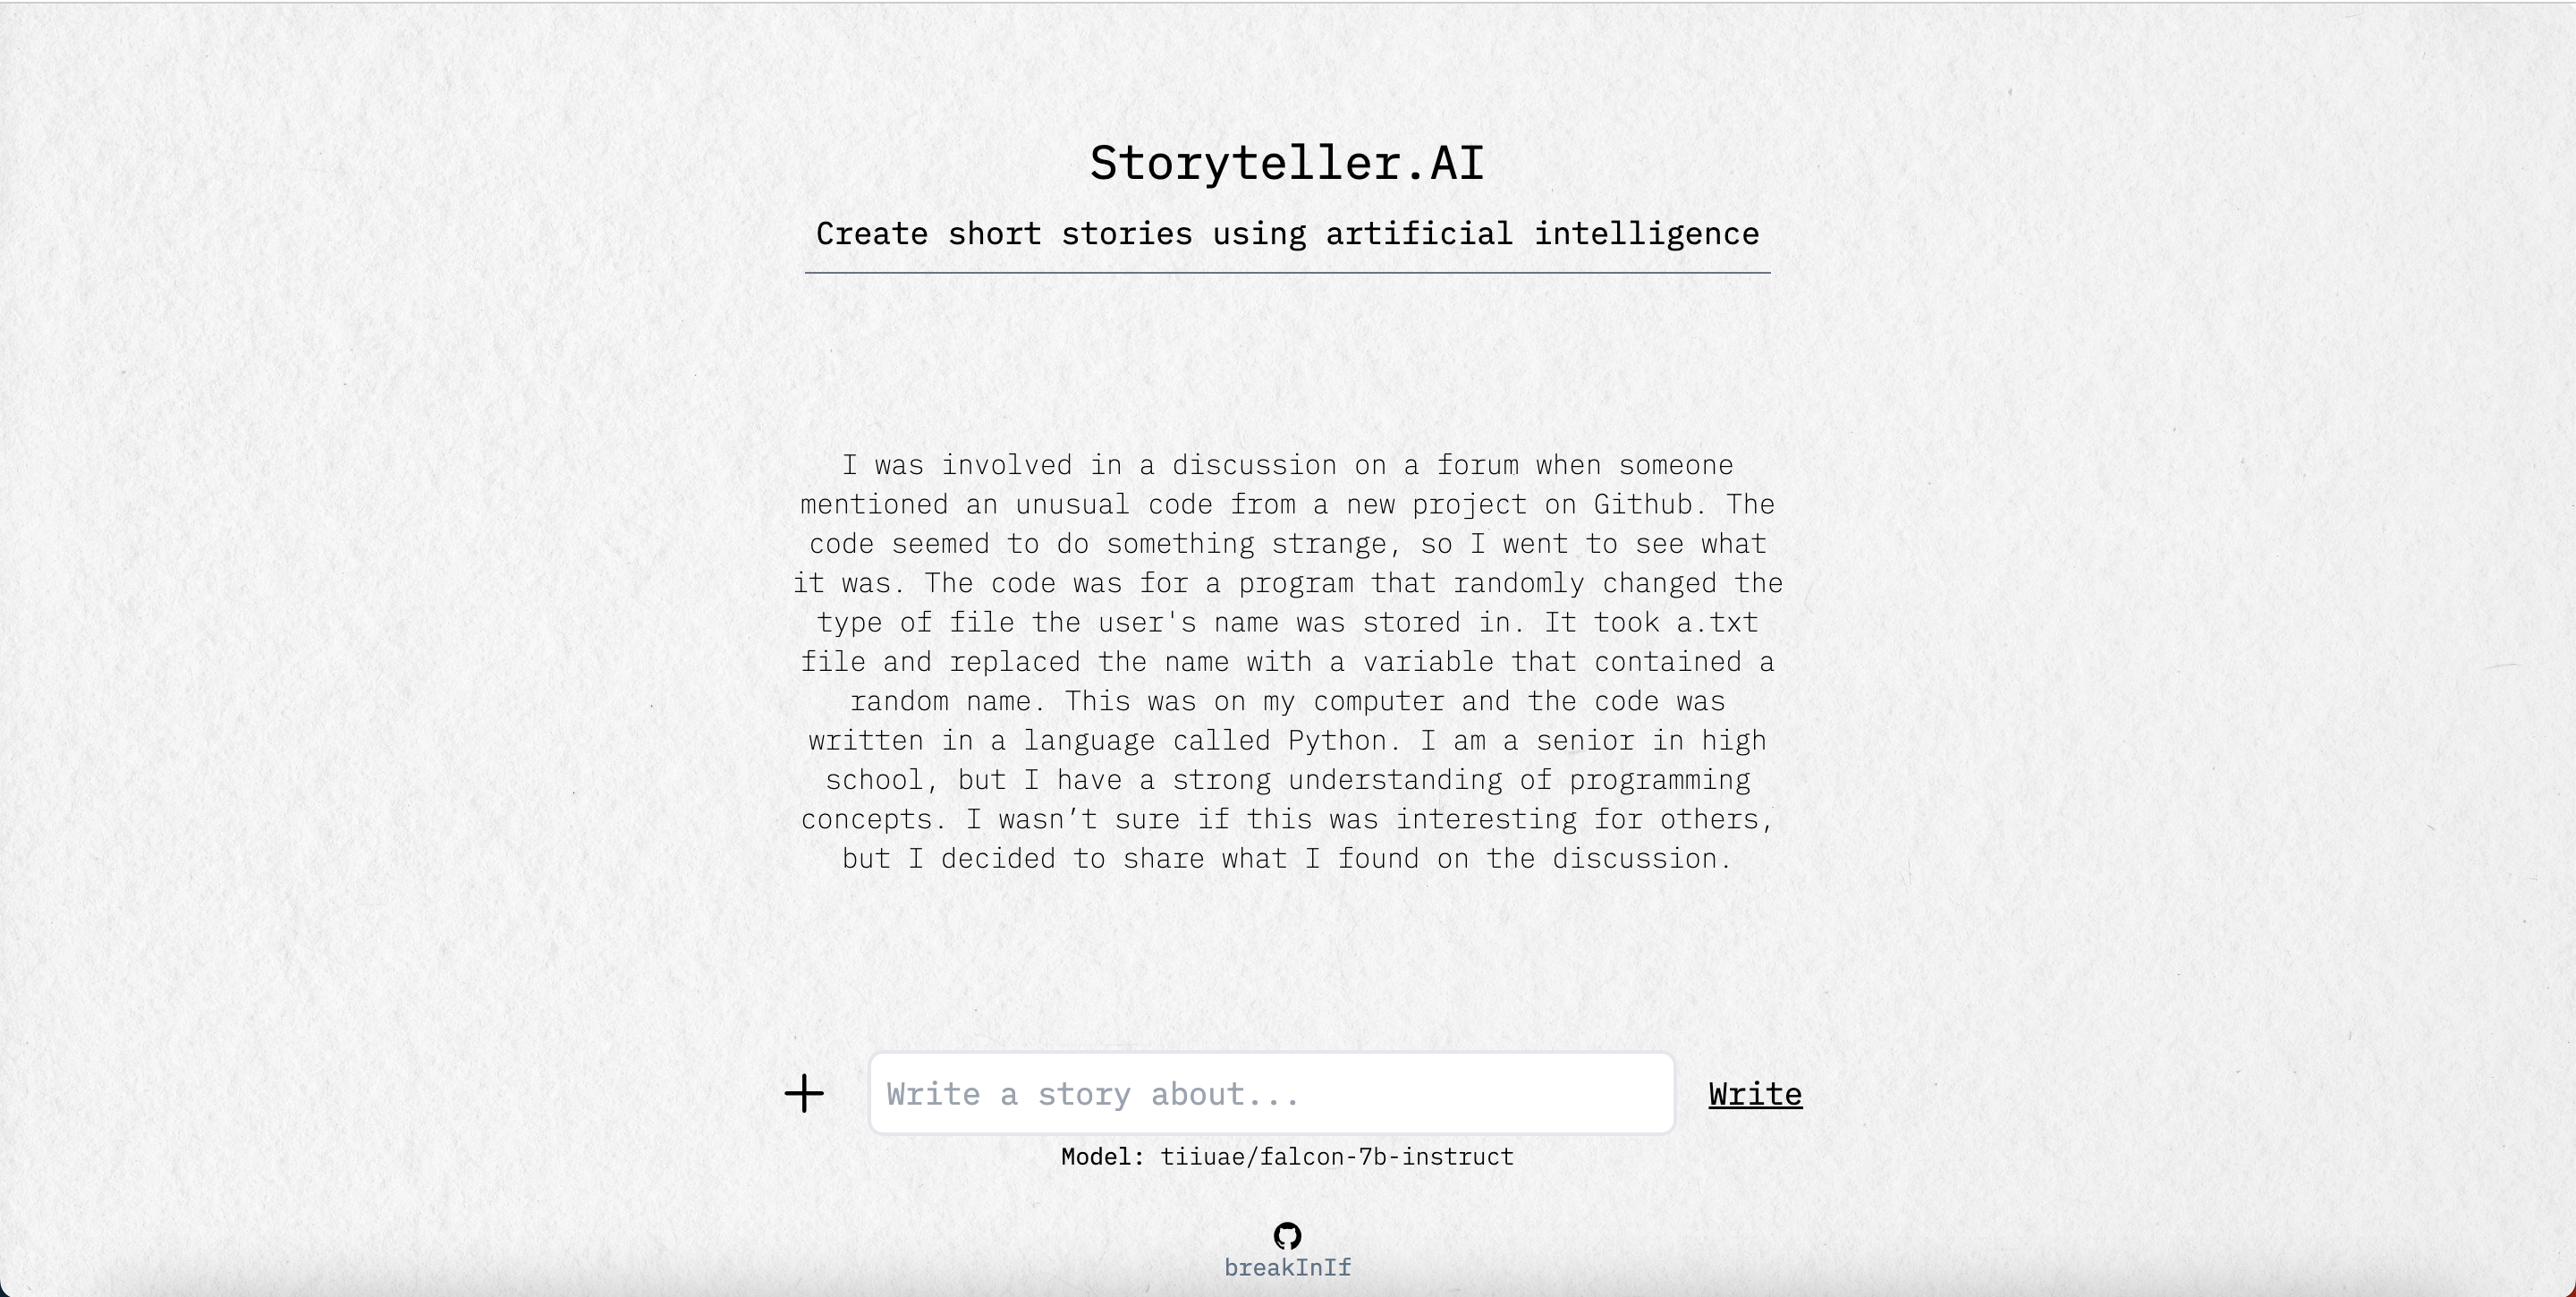 Storyteller.AI
Create short stories using artificial intelligence
I was involved in a discussion on a forum when someone
mentioned an unusual code from a new project on Github. The
code seemed to do something strange, so I went to see what
it was. The code was for a program that randomly changed the
type of file the user's name was stored in. It took a.txt
file and replaced the name with a variable that contained a
random name. This was on my computer and the code was
written in a language called Python. I am a senior in high
school, but I have a strong understanding of programming
concepts. I wasn’t sure if this was interesting for others,
but I decided to share what I found on the discussion.
Write a story about...
Write
Model: tiiuae/falcon-7b-instruct
breakInIf